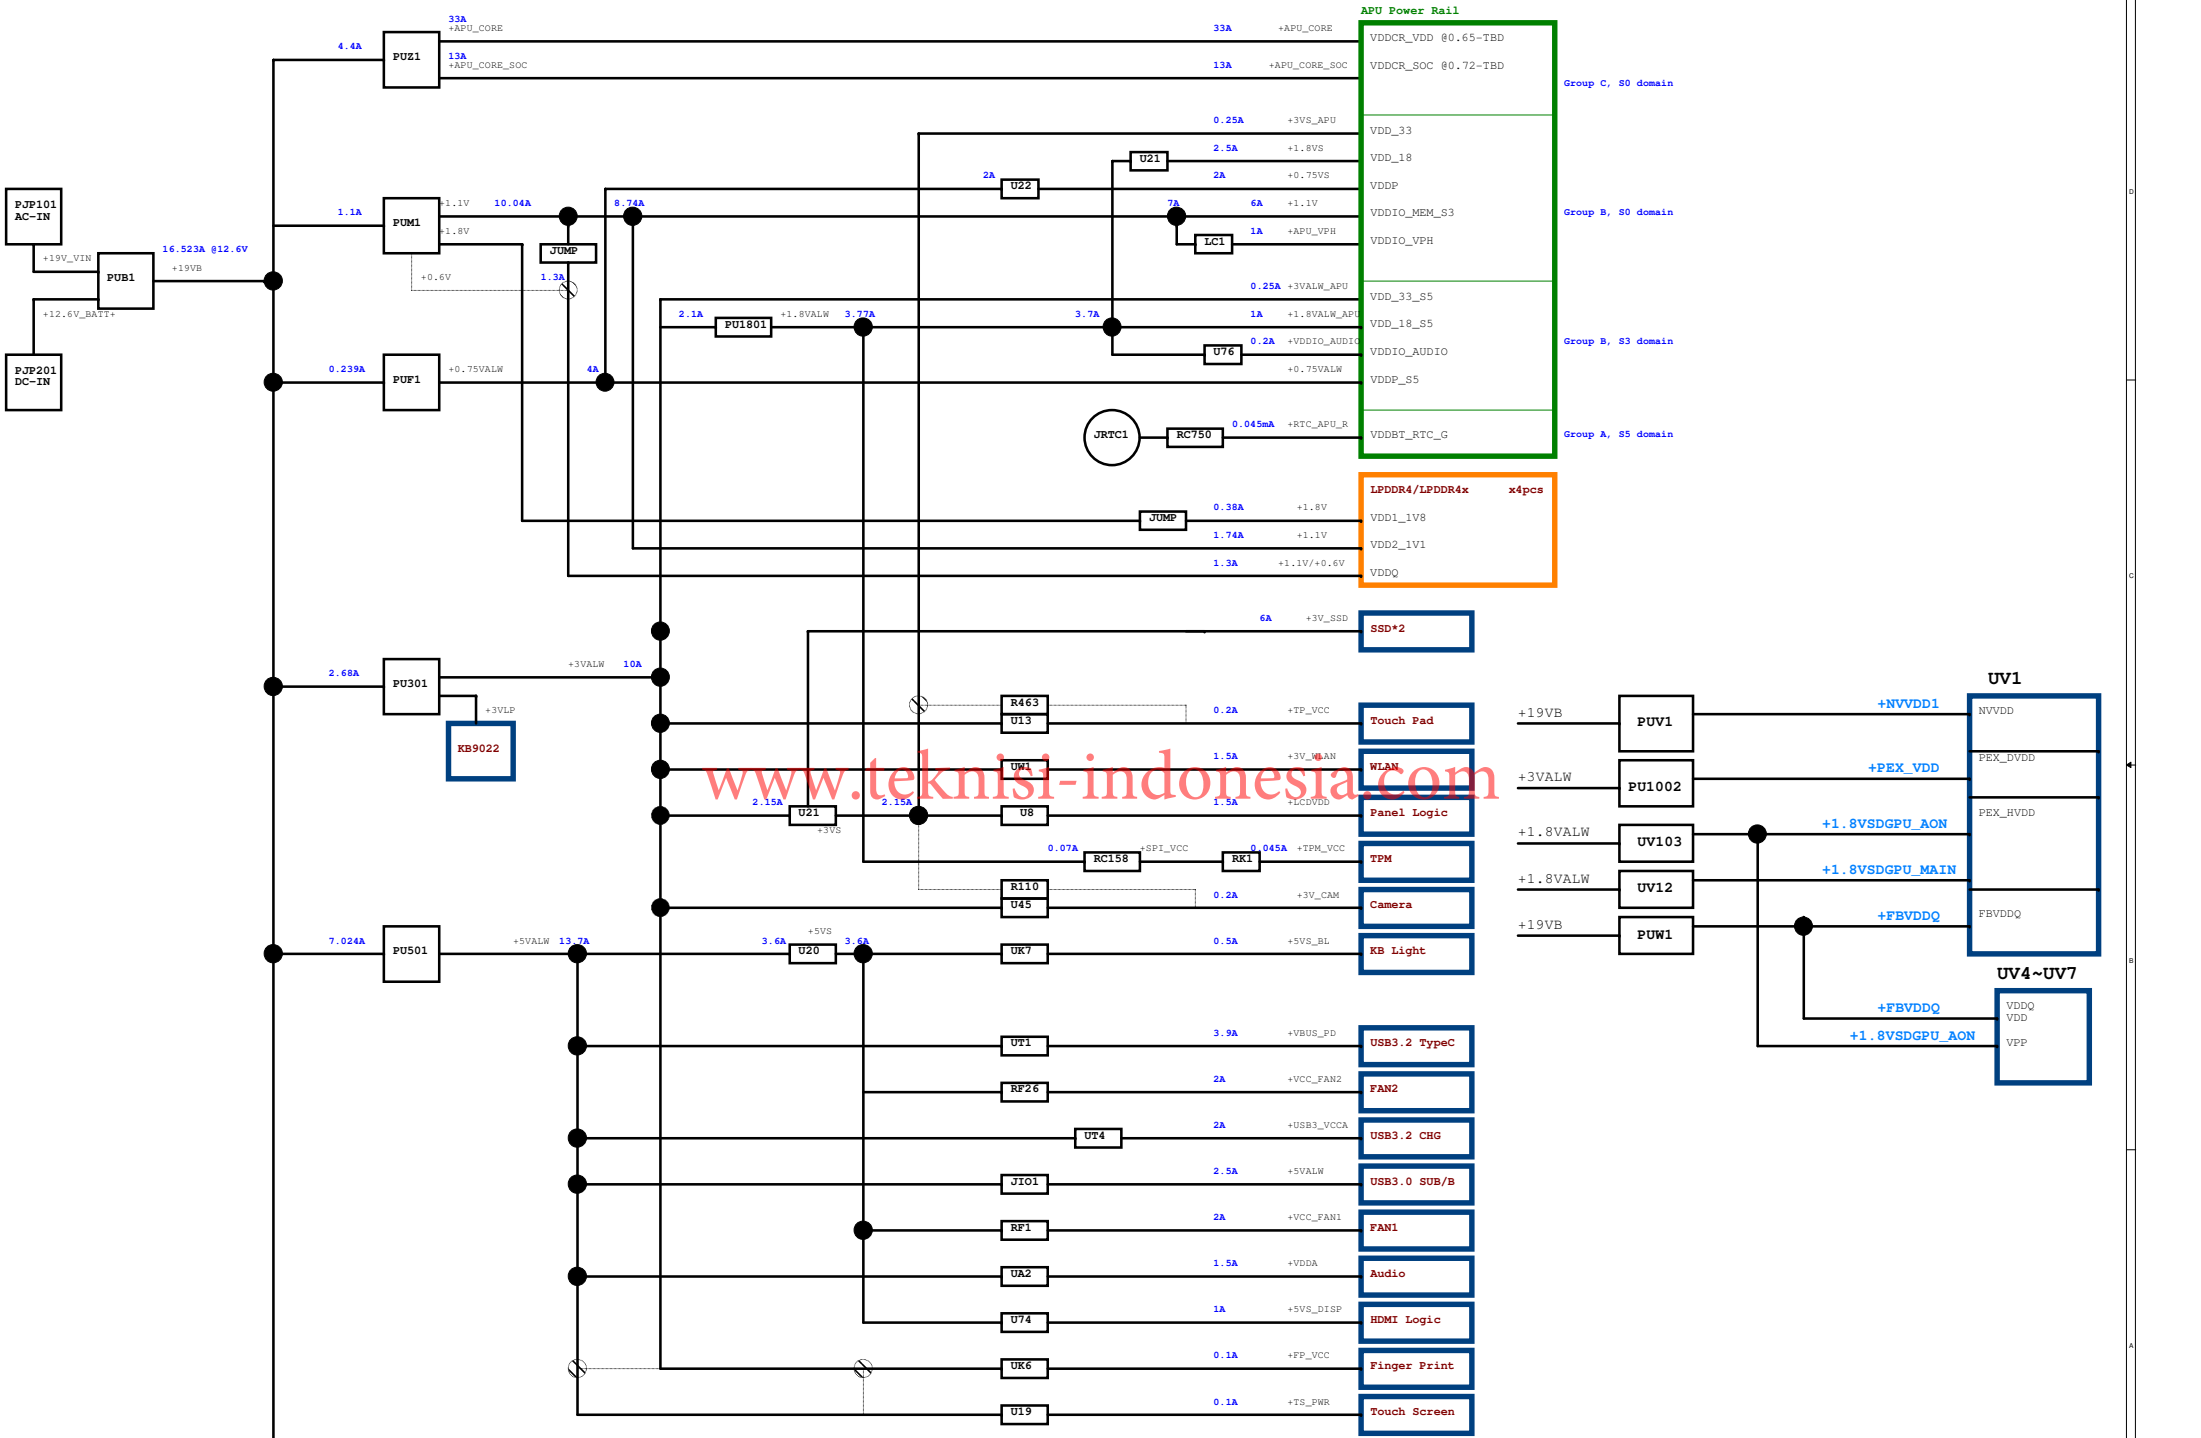 APU Power Rail
33A
+APU_CORE
33A +APU_CORE
VDDCR_VDD @0.65-TBD
4.4A
PUZ1
13A
+APU_CORE_SOC
13A +APU_CORE_SOC
VDDCR_SOC @0.72-TBD
Group C, S0 domain
0.25A +3VS_APU
VDD_33
U21
2.5A +1.8VS
VDD_18
2A
U22
2A +0.75VS
VDDP
PJP101
AC-IN
1.1A
PUM1
+1.1V 10.04A
8.74A
7A
6A +1.1V
VDDIO_MEM_S3
Group B, S0 domain
+1.8V
JUMP
LC1
1A +APU_VPH
VDDIO_VPH
+19V_VIN
PUB1
16.523A @12.6V
+19VB
+0.6V
1.3A
+12.6V_BATT+
0.25A +3VALW_APU
VDD_33_S5
2.1A
PU1801
+1.8VALW
3.77A
3.7A
1A +1.8VALW_APU
VDD_18_S5
U76
0.2A +VDDIO_AUDIO
VDDIO_AUDIO
Group B, S3 domain
PJP201
DC-IN
0.239A
PUF1
+0.75VALW
4A
+0.75VALW
VDDP_S5
JRTC1
RC750
0.045mA +RTC_APU_R
VDDBT_RTC_G
Group A, S5 domain
LPDDR4/LPDDR4x x4pcs
JUMP
0.38A +1.8V
VDD1_1V8
1.74A +1.1V
VDD2_1V1
1.3A +1.1V/+0.6V
VDDQ
6A +3V_SSD
SSD*2
2.68A
PU301
+3VALW 10A
+3VLP
KB9022
R463
U13
0.2A +TP_VCC
Touch Pad
UW1
1.5A +3V_WLAN
WLAN
www.teknisi-indonesia.com
2.15A
U21
+3VS
2.15A
U8
1.5A +LCDVDD
Panel Logic
0.07A
RC158
+SPI_VCC
RK1
0.045A +TPM_VCC
TPM
R110
U45
0.2A +3V_CAM
Camera
7.024A
PU501
+5VALW 13.7A
3.6A
U20
+5VS
3.6A
UK7
0.5A +5VS_BL
KB Light
UT1
3.9A +VBUS_PD
USB3.2 TypeC
RF26
2A +VCC_FAN2
FAN2
UT4
2A +USB3_VCCA
USB3.2 CHG
JIO1
2.5A +5VALW
USB3.0 SUB/B
RF1
2A +VCC_FAN1
FAN1
UA2
1.5A +VDDA
Audio
U74
1A +5VS_DISP
HDMI Logic
UK6
0.1A +FP_VCC
Finger Print
U19
0.1A +TS_PWR
Touch Screen
UV1
+19VB
PUV1
+NVVDD1
NVVDD
+3VALW
PU1002
+PEX_VDD
PEX_DVDD
+1.8VALW
UV103
+1.8VSDGPU_AON
PEX_HVDD
+1.8VALW
UV12
+1.8VSDGPU_MAIN
+19VB
PUW1
+FBVDDQ
FBVDDQ
UV4~UV7
+FBVDDQ
VDDQ
VDD
+1.8VSDGPU_AON
VPP
D
C
B
A